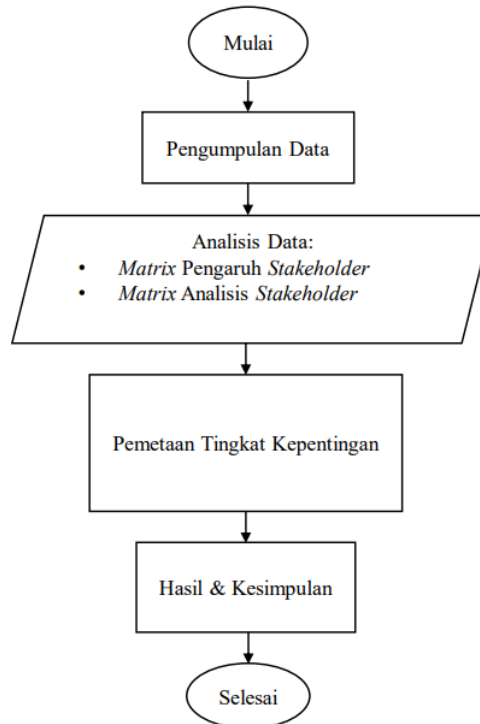 Mulai
Pengumpulan Data
Analisis Data:
• Matrix Pengaruh Stakeholder
• Matrix Analisis Stakeholder
Pemetaan Tingkat Kepentingan
Hasil & Kesimpulan
Selesai